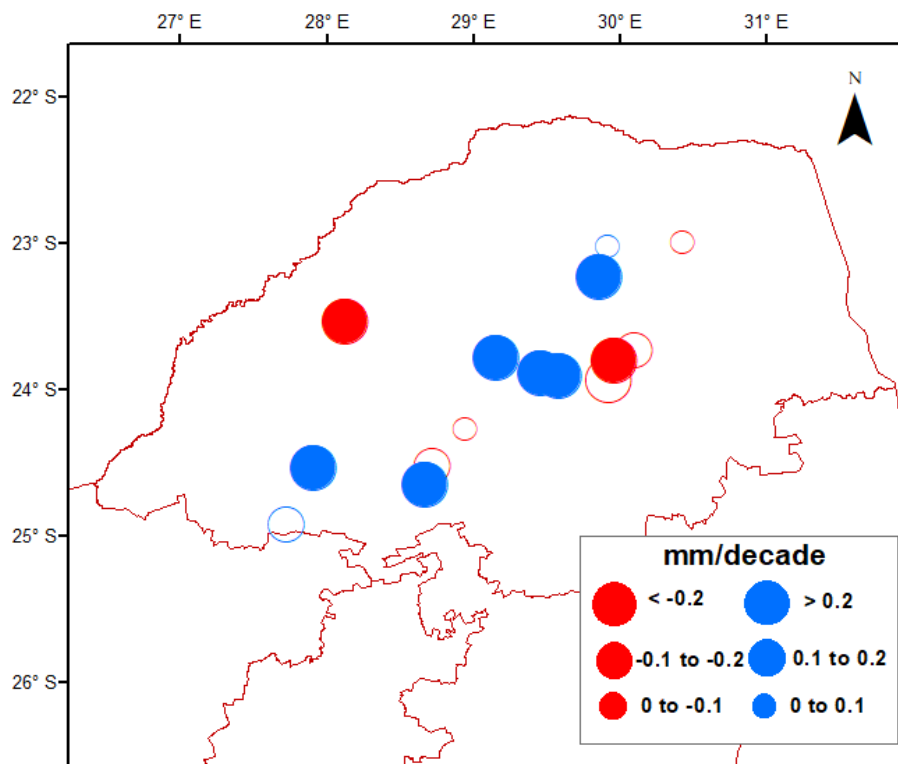 27° E 28° E 29° E 30° E 31° E
N
22° S
23° S
24° S
25° S
26° S
mm/decade
< -0.2 > 0.2
-0.1 to -0.2 0.1 to 0.2
0 to -0.1 0 to 0.1